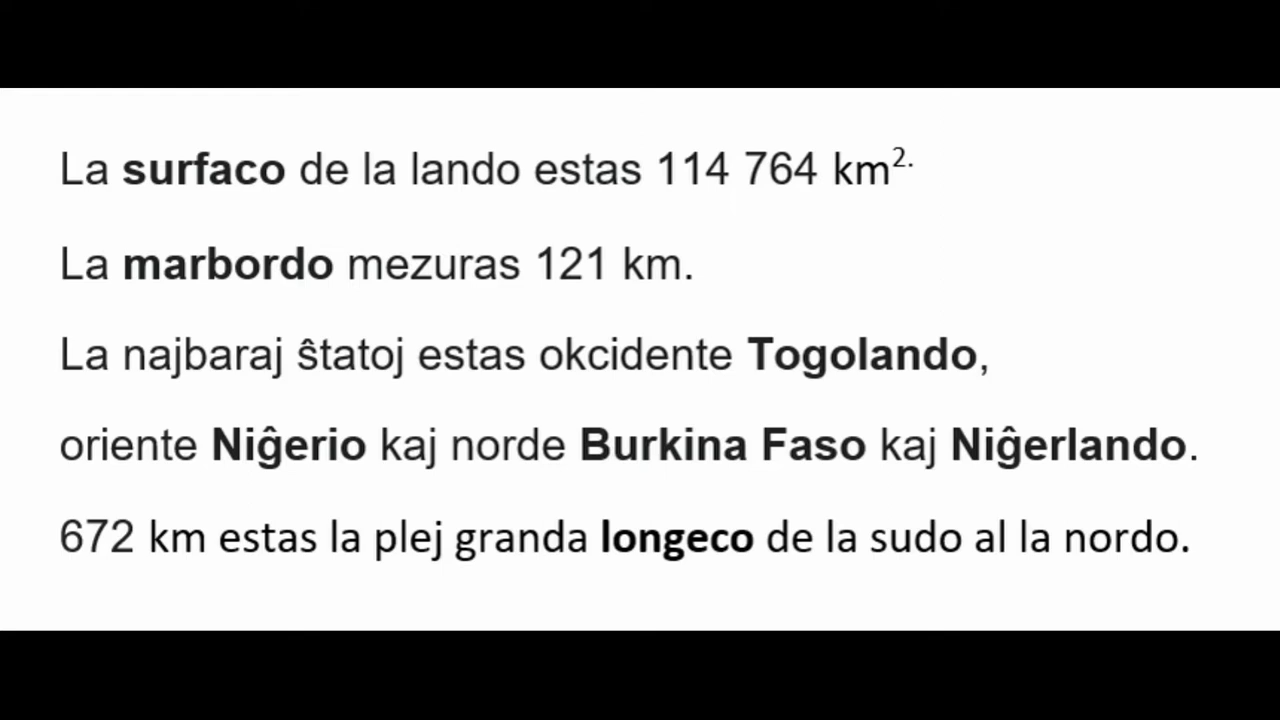 La surfaco de la lando estas 114 764 km².
La marbordo mezuras 121 km.
La najbaraj ŝtatoj estas okcidente Togolando,
oriente Niĝerio kaj norde Burkina Faso kaj Niĝerlando.
672 km estas la plej granda longeco de la sudo al la nordo.